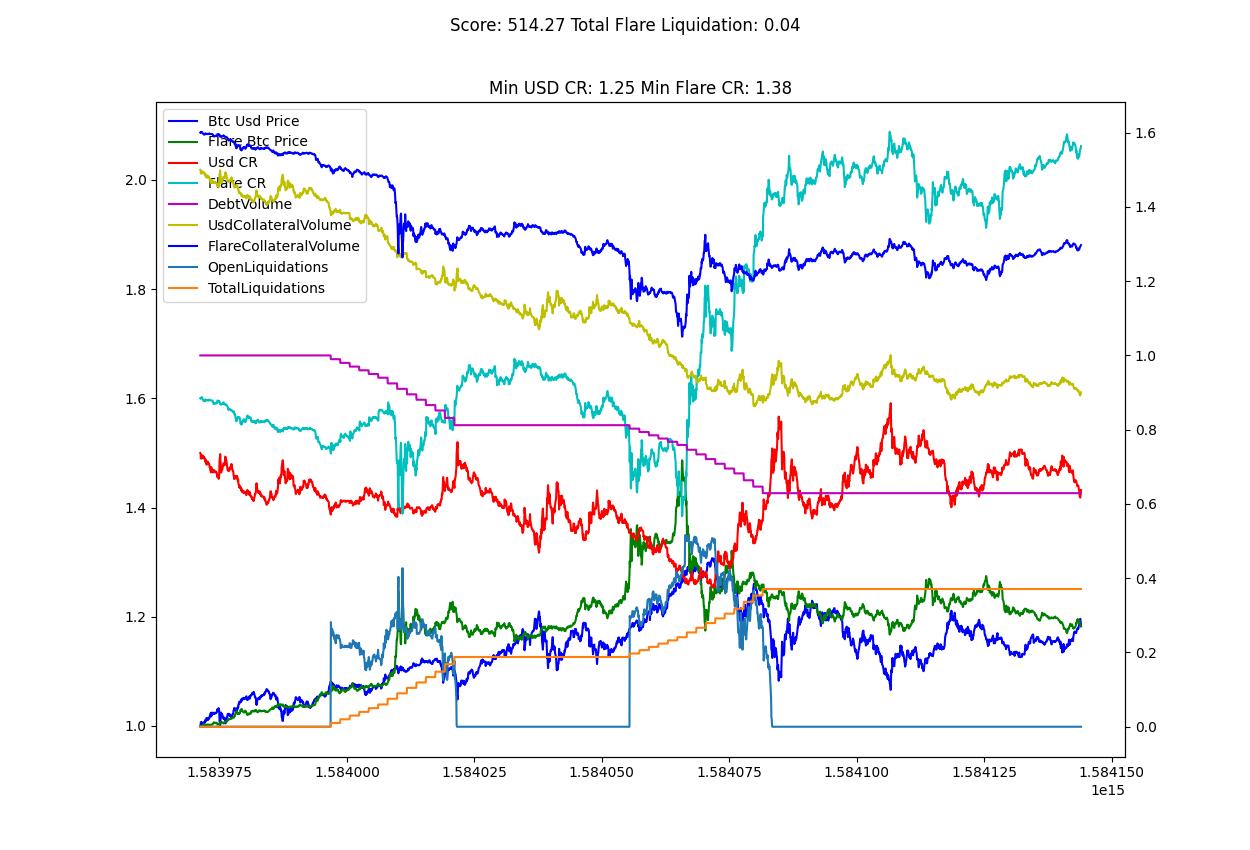 Score: 514.27 Total Flare Liquidation: 0.04
Min USD CR: 1.25 Min Flare CR: 1.38
Btc Usd Price
Flare Btc Price
Usd CR
Flare CR
DebtVolume
UsdCollateralVolume
FlareCollateralVolume
OpenLiquidations
TotalLiquidations
2.0
1.8
1.6
1.4
1.2
1.0
1.6
1.4
1.2
1.0
0.8
0.6
0.4
0.2
0.0
1.583975 1.584000 1.584025 1.584050 1.584075 1.584100 1.584125 1.584150
1e15